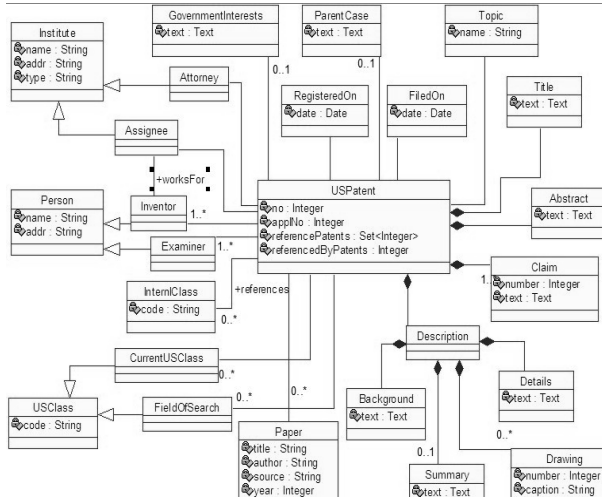 GovernmentInterests
text : Text
ParentCase
text : Text
Topic
name : String
Institute
name : String
addr : String
type : String
Attorney
0..1
0..1
RegisteredOn
date : Date
FiledOn
date : Date
Title
text : Text
Assignee
+worksFor
USPatent
no : Integer
applNo : Integer
referencePatents : Set<Integer>
referencedByPatents : Integer
Abstract
text : Text
Person
name : String
addr : String
Inventor
1..*
Examiner
1..*
Claim
number : Integer
text : Text
1..
InternlClass
code : String
+references
0..*
Description
CurrentUSClass
0..*
Details
text : Text
Background
text : Text
USClass
code : String
FieldOfSearch
0..*
0..*
Paper
title : String
author : String
source : String
year : Integer
0..1
Summary
text : Text
0..*
Drawing
number : Integer
caption : String